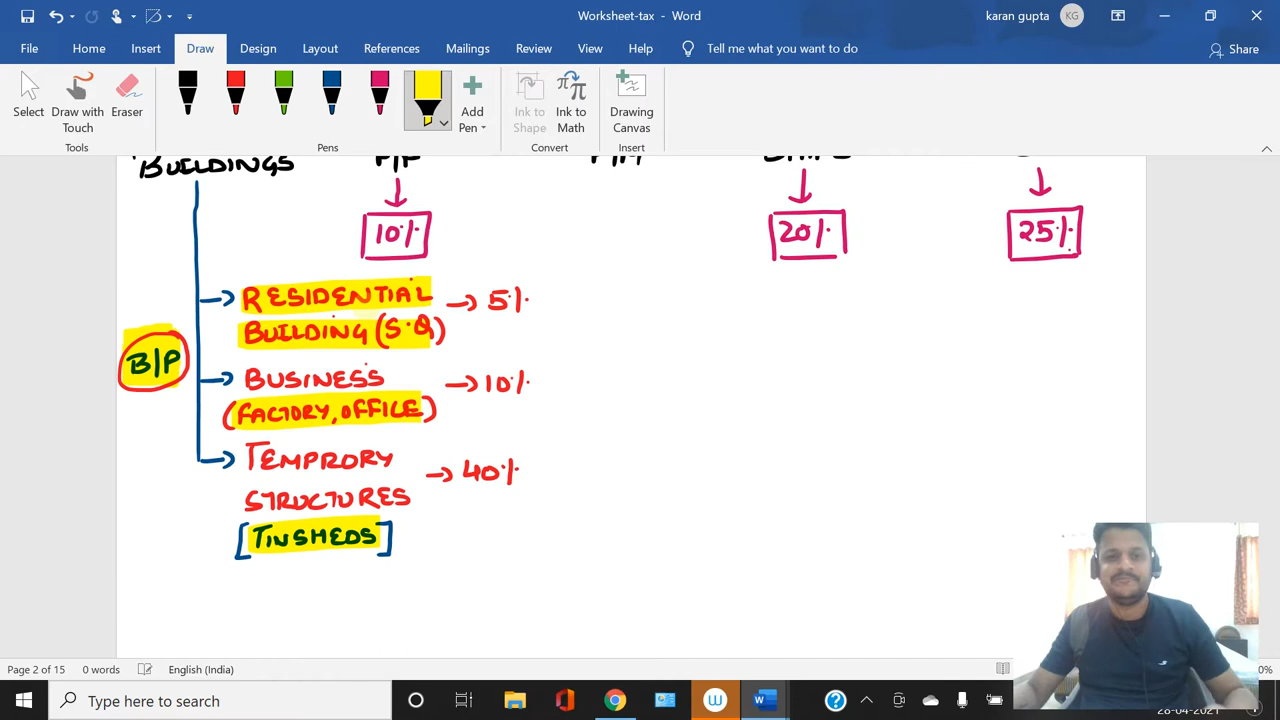 Worksheet-tax - Word
karan gupta
KG
File Home Insert Draw Design Layout References Mailings Review View Help Tell me what you want to do Share
Select
Draw with Touch
Eraser
Add Pen
Ink to Shape
Ink to Math
Drawing Canvas
Tools
Pens
Convert
Insert
BUILDINGS
10%
20%
25%
RESIDENTIAL → 5%
BUILDING (S.Q)
B/P
BUSINESS → 10%
(FACTORY, OFFICE)
TEMPRORY → 40%
STRUCTURES
[TINSHEDS]
Page 2 of 15 0 words English (India)
Type here to search
28-04-2021